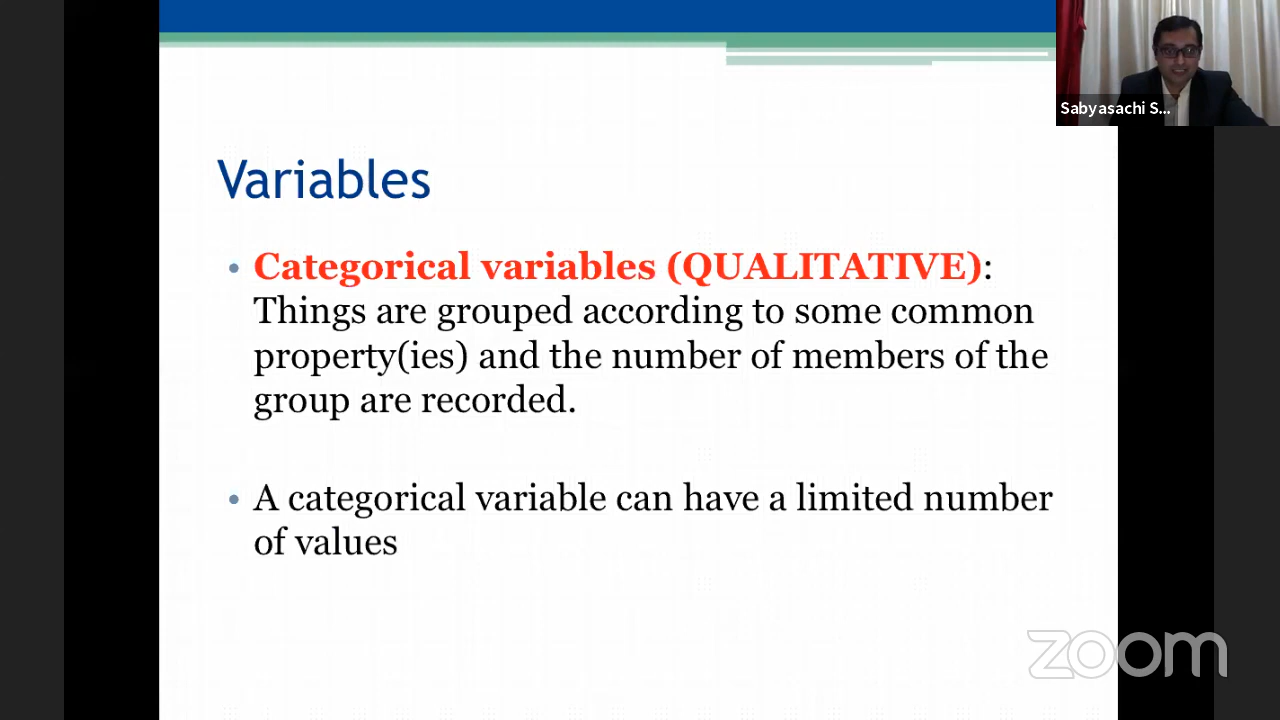 Sabyasachi S...
Variables
• Categorical variables (QUALITATIVE):
Things are grouped according to some common
property(ies) and the number of members of the
group are recorded.
• A categorical variable can have a limited number
of values
zoom